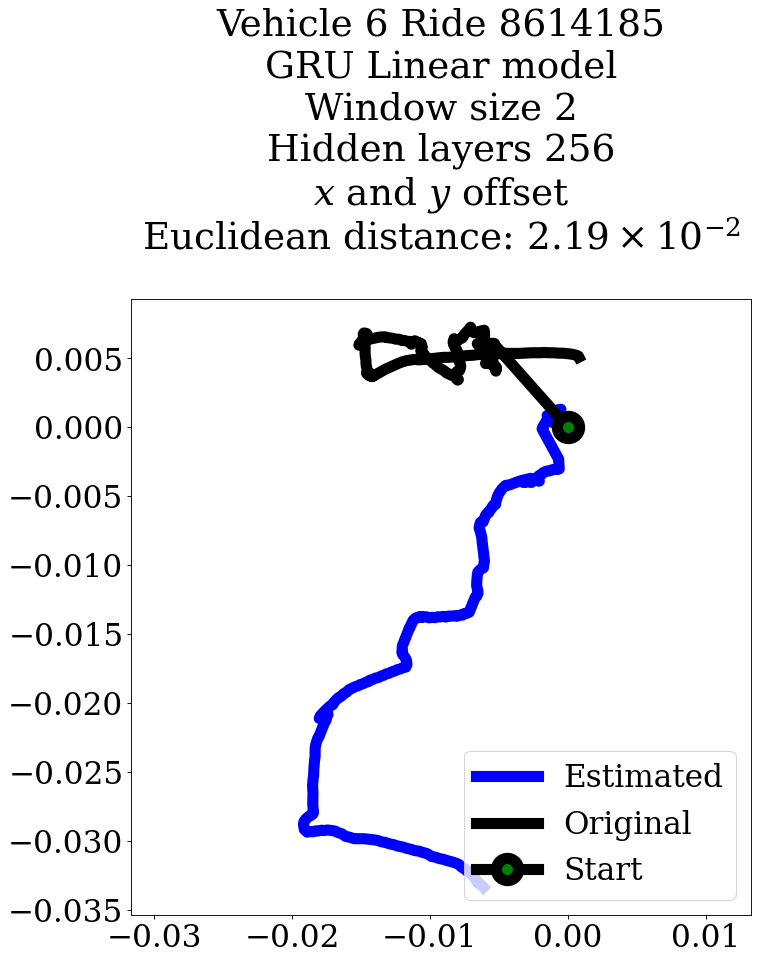 Vehicle 6 Ride 8614185
GRU Linear model
Window size 2
Hidden layers 256
x and y offset
Euclidean distance: 2.19 × 10⁻²
0.005
0.000
−0.005
−0.010
−0.015
−0.020
−0.025
−0.030
−0.035
Estimated
Original
Start
−0.03
−0.02
−0.01
0.00
0.01